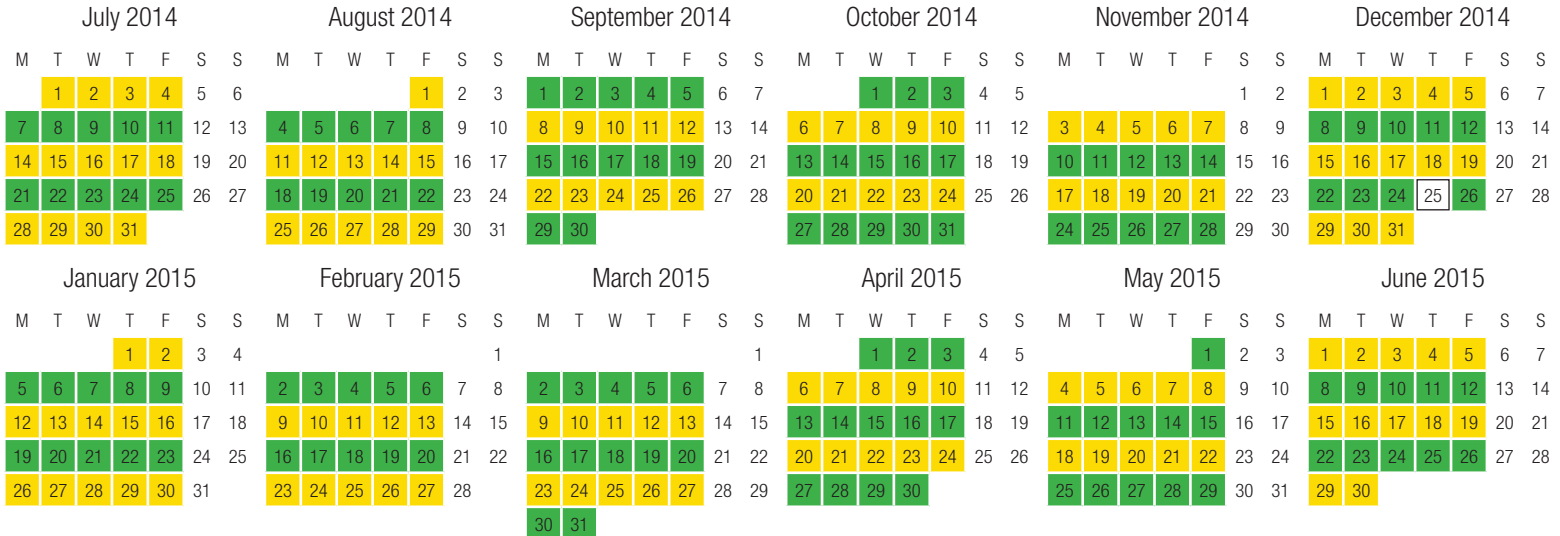 July 2014
M T W T F S S
1 2 3 4 5 6
7 8 9 10 11 12 13
14 15 16 17 18 19 20
21 22 23 24 25 26 27
28 29 30 31
August 2014
M T W T F S S
1 2 3
4 5 6 7 8 9 10
11 12 13 14 15 16 17
18 19 20 21 22 23 24
25 26 27 28 29 30 31
September 2014
M T W T F S S
1 2 3 4 5 6 7
8 9 10 11 12 13 14
15 16 17 18 19 20 21
22 23 24 25 26 27 28
29 30
October 2014
M T W T F S S
1 2 3 4 5
6 7 8 9 10 11 12
13 14 15 16 17 18 19
20 21 22 23 24 25 26
27 28 29 30 31
November 2014
M T W T F S S
1 2
3 4 5 6 7 8 9
10 11 12 13 14 15 16
17 18 19 20 21 22 23
24 25 26 27 28 29 30
December 2014
M T W T F S S
1 2 3 4 5 6 7
8 9 10 11 12 13 14
15 16 17 18 19 20 21
22 23 24 25 26 27 28
29 30 31
January 2015
M T W T F S S
1 2 3 4
5 6 7 8 9 10 11
12 13 14 15 16 17 18
19 20 21 22 23 24 25
26 27 28 29 30 31
February 2015
M T W T F S S
1
2 3 4 5 6 7 8
9 10 11 12 13 14 15
16 17 18 19 20 21 22
23 24 25 26 27 28
March 2015
M T W T F S S
1
2 3 4 5 6 7 8
9 10 11 12 13 14 15
16 17 18 19 20 21 22
23 24 25 26 27 28 29
30 31
April 2015
M T W T F S S
1 2 3 4 5
6 7 8 9 10 11 12
13 14 15 16 17 18 19
20 21 22 23 24 25 26
27 28 29 30
May 2015
M T W T F S S
1 2 3
4 5 6 7 8 9 10
11 12 13 14 15 16 17
18 19 20 21 22 23 24
25 26 27 28 29 30 31
June 2015
M T W T F S S
1 2 3 4 5 6 7
8 9 10 11 12 13 14
15 16 17 18 19 20 21
22 23 24 25 26 27 28
29 30